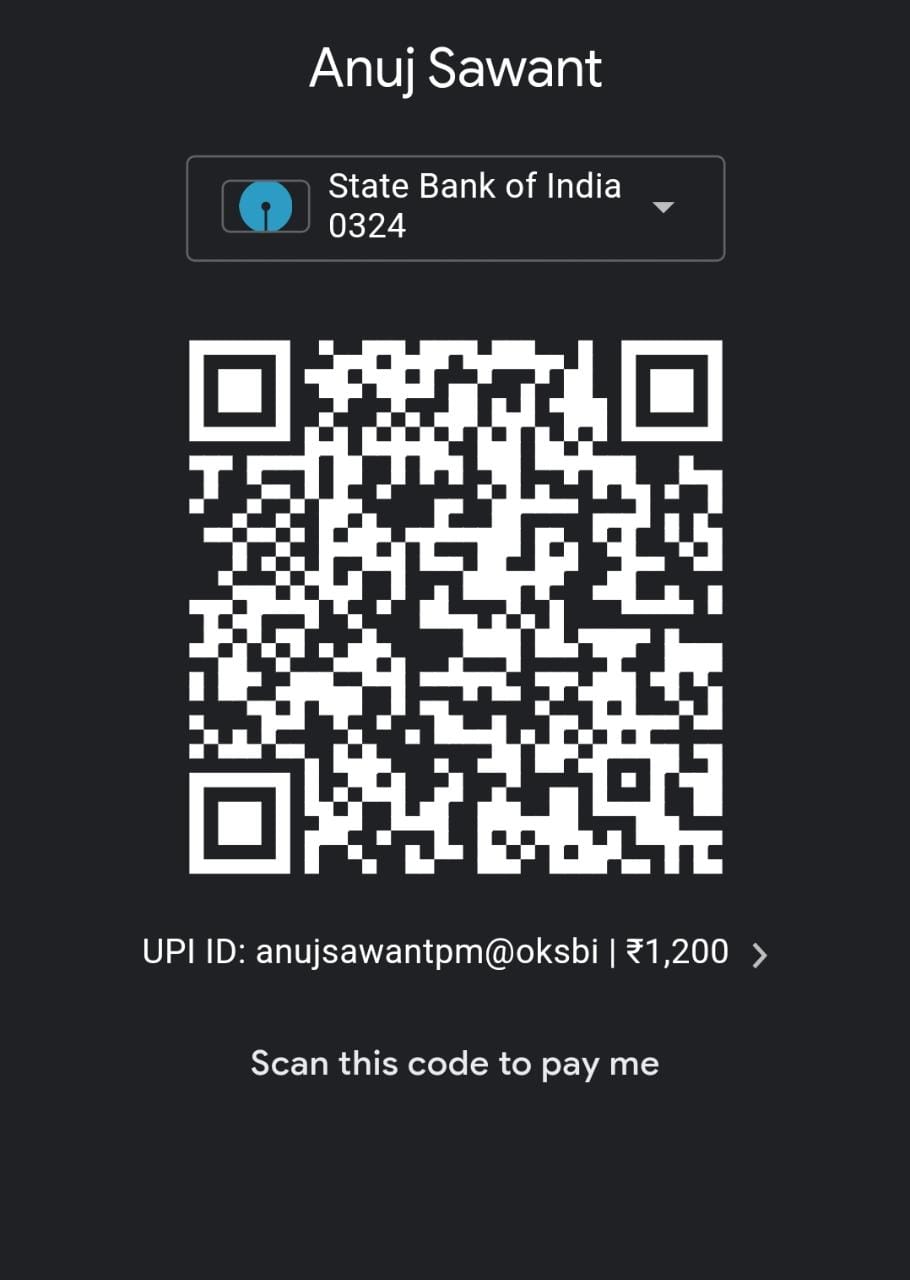 Anuj Sawant
State Bank of India
0324
UPI ID: anujsawantpm@oksbi | ₹1,200
Scan this code to pay me